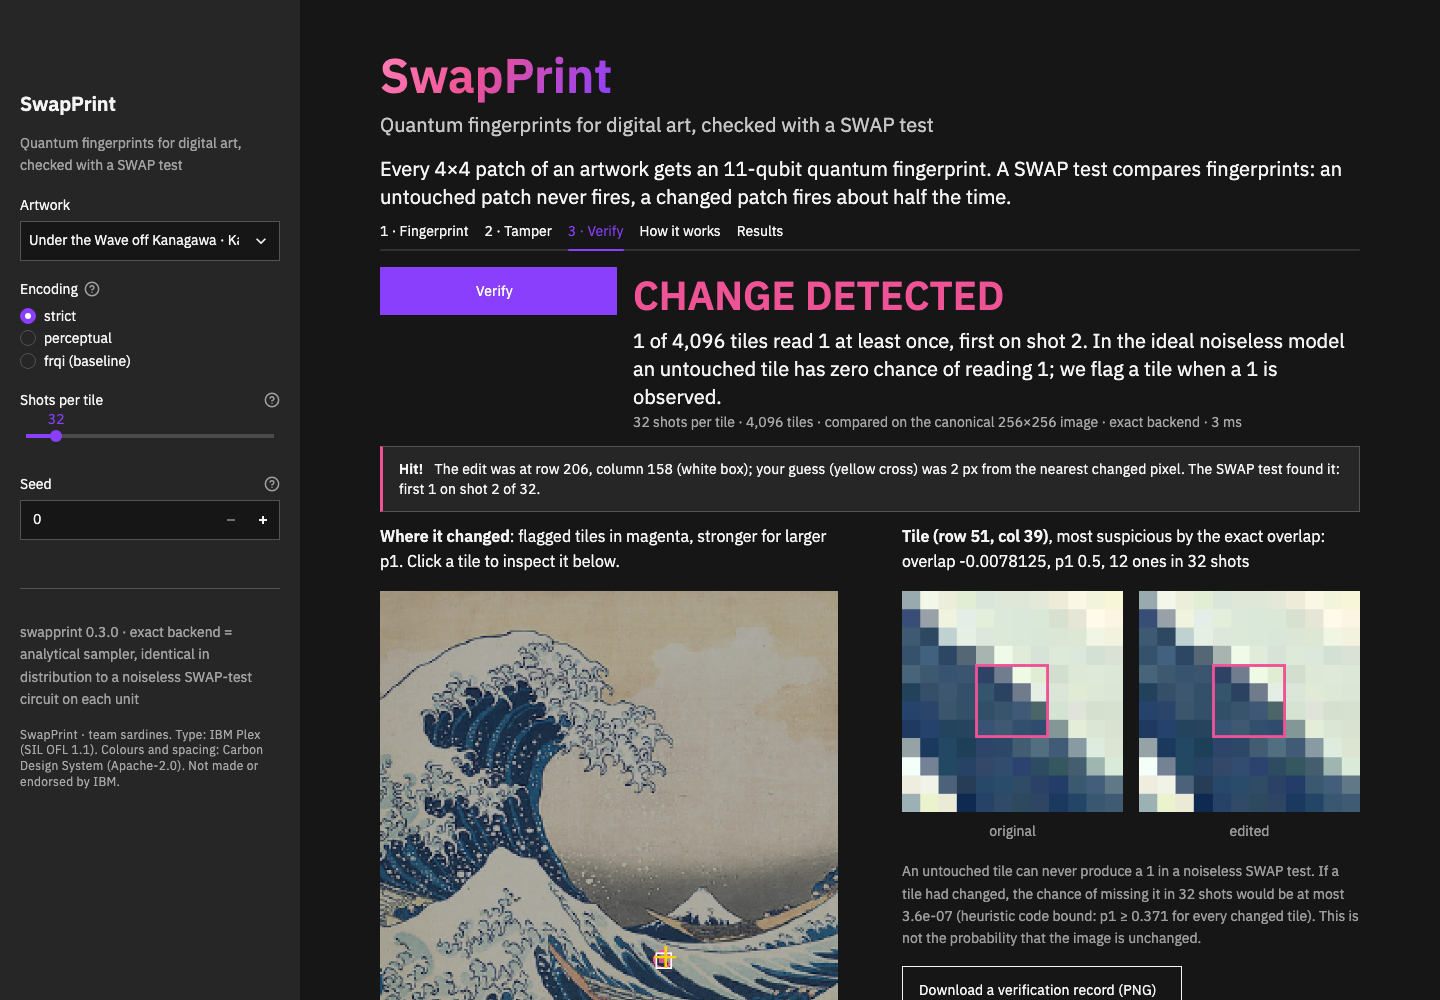 SwapPrint
Quantum fingerprints for digital art,
checked with a SWAP test
Artwork
Under the Wave off Kanagawa · Ka
Encoding
strict
perceptual
frqi (baseline)
Shots per tile
32
Seed
0
swapprint 0.3.0 · exact backend =
analytical sampler, identical in
distribution to a noiseless SWAP-test
circuit on each unit
SwapPrint · team sardines. Type: IBM Plex
(SIL OFL 1.1). Colours and spacing: Carbon
Design System (Apache-2.0). Not made or
endorsed by IBM.
SwapPrint
Quantum fingerprints for digital art, checked with a SWAP test
Every 4×4 patch of an artwork gets an 11-qubit quantum fingerprint. A SWAP test compares fingerprints: an
untouched patch never fires, a changed patch fires about half the time.
1 · Fingerprint 2 · Tamper 3 · Verify How it works Results
Verify
CHANGE DETECTED
1 of 4,096 tiles read 1 at least once, first on shot 2. In the ideal noiseless model
an untouched tile has zero chance of reading 1; we flag a tile when a 1 is
observed.
32 shots per tile · 4,096 tiles · compared on the canonical 256×256 image · exact backend · 3 ms
Hit! The edit was at row 206, column 158 (white box); your guess (yellow cross) was 2 px from the nearest changed pixel. The SWAP test found it:
first 1 on shot 2 of 32.
Where it changed: flagged tiles in magenta, stronger for larger
p1. Click a tile to inspect it below.
Tile (row 51, col 39), most suspicious by the exact overlap:
overlap -0.0078125, p1 0.5, 12 ones in 32 shots
original
edited
An untouched tile can never produce a 1 in a noiseless SWAP test. If a
tile had changed, the chance of missing it in 32 shots would be at most
3.6e-07 (heuristic code bound: p1 ≥ 0.371 for every changed tile). This is
not the probability that the image is unchanged.
Download a verification record (PNG)